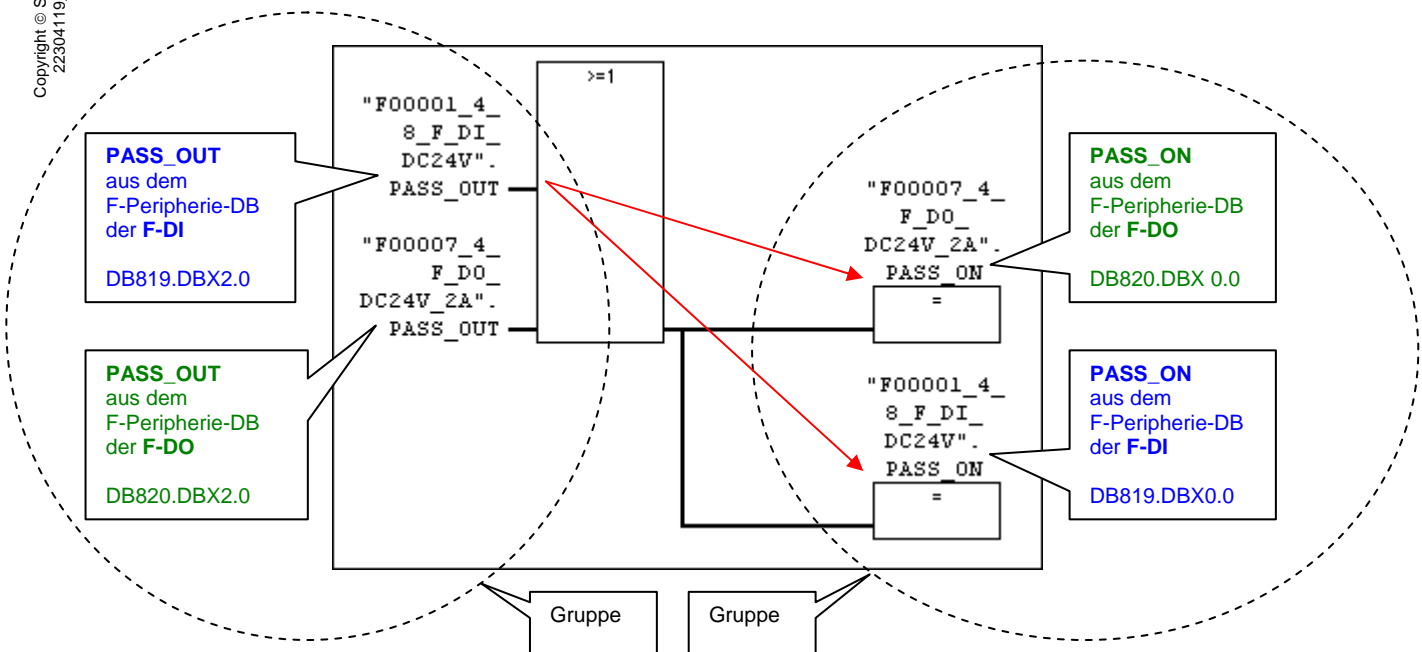 Copyright © S
22304119
PASS_OUT
aus dem
F-Peripherie-DB
der F-DI
DB819.DBX2.0
PASS_OUT
aus dem
F-Peripherie-DB
der F-DO
DB820.DBX2.0
"F00001_4_
8_F_DI_
DC24V".
PASS_OUT
"F00007_4_
F_DO_
DC24V_2A".
PASS_OUT
>=1
"F00007_4_
F_DO_
DC24V_2A".
PASS_ON
=
"F00001_4_
8_F_DI_
DC24V".
PASS_ON
=
PASS_ON
aus dem
F-Peripherie-DB
der F-DO
DB820.DBX 0.0
PASS_ON
aus dem
F-Peripherie-DB
der F-DI
DB819.DBX0.0
Gruppe
Gruppe